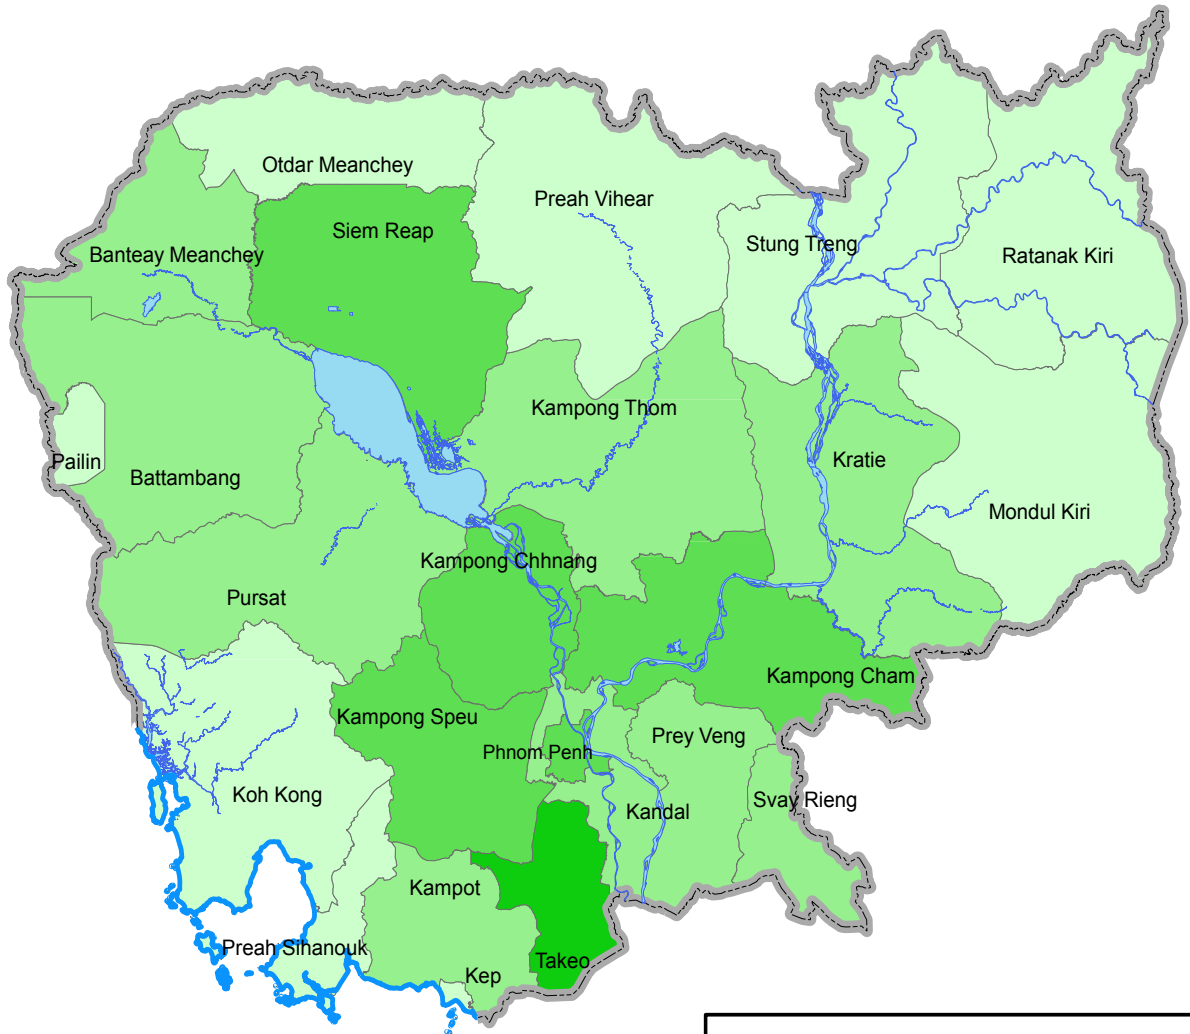 Otdar Meanchey
Preah Vihear
Siem Reap
Stung Treng
Banteay Meanchey
Ratanak Kiri
Kampong Thom
Pailin
Kratie
Battambang
Mondul Kiri
Kampong Chhnang
Pursat
Kampong Cham
Kampong Speu
Prey Veng
Phnom Penh
Koh Kong
Svay Rieng
Kandal
Kampot
Preah Sihanouk
Takeo
Kep